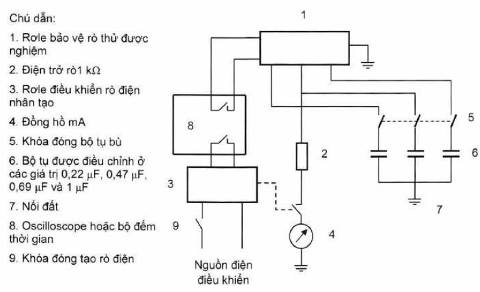 Chú dẫn:
1. Rơle bảo vệ rò thử được
nghiệm
2. Điện trở rò1 kΩ
3. Rơle điều khiển rò điện
nhân tạo
4. Đồng hồ mA
5. Khóa đóng bộ tụ bù
6. Bộ tụ được điều chỉnh ở
các giá trị 0,22 μF, 0,47 μF,
0,69 μF và 1 μF
7. Nối đất
8. Oscilloscope hoặc bộ đếm
thời gian
9. Khóa đóng tạo rò điện
1
8
5
2
6
3
7
9
4
Nguồn điện
điều khiển